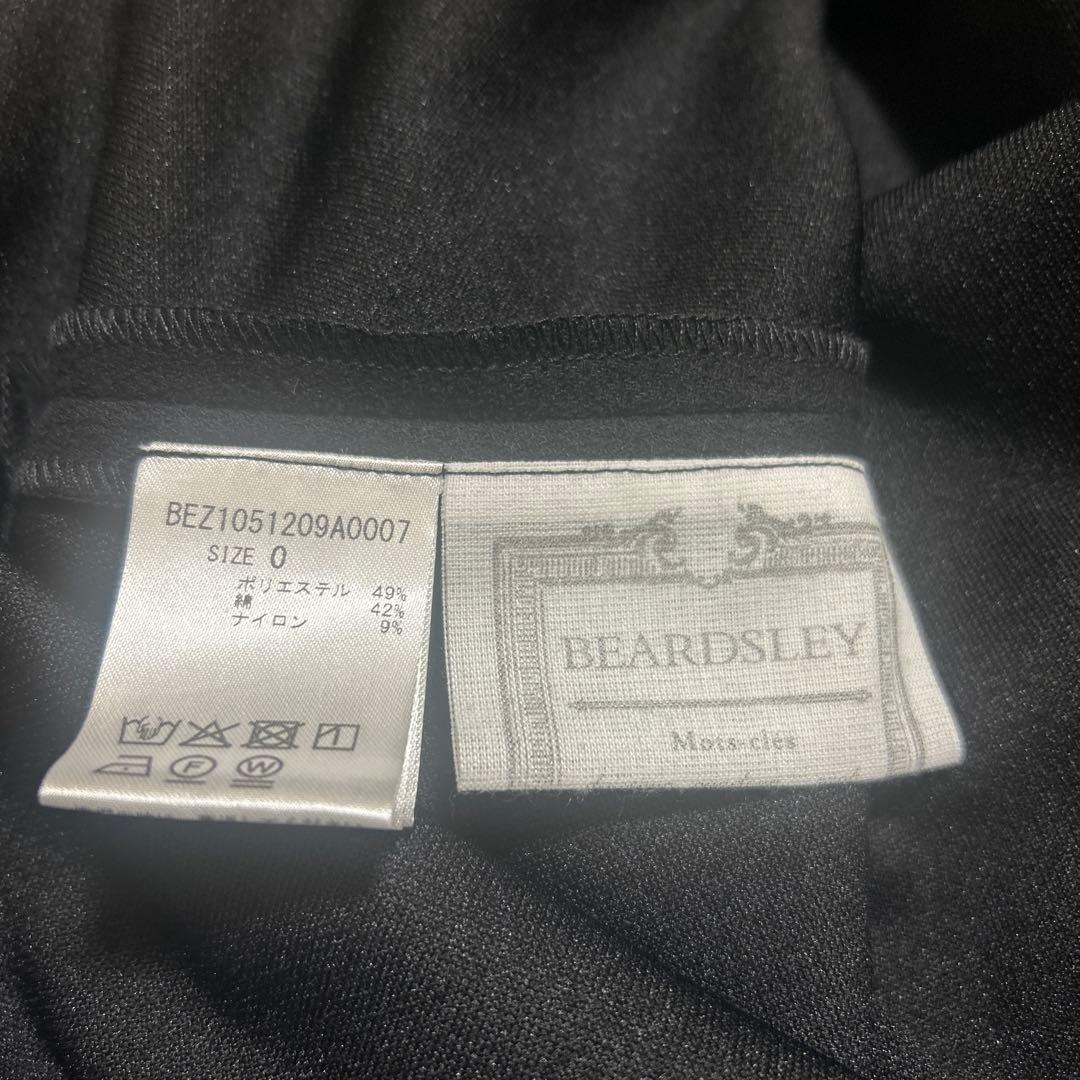 BEZ1051209A0007
SIZE 0
ポリエステル 49%
綿 42%
ナイロン 9%
F W
BEARDSLEY
Mots-clés